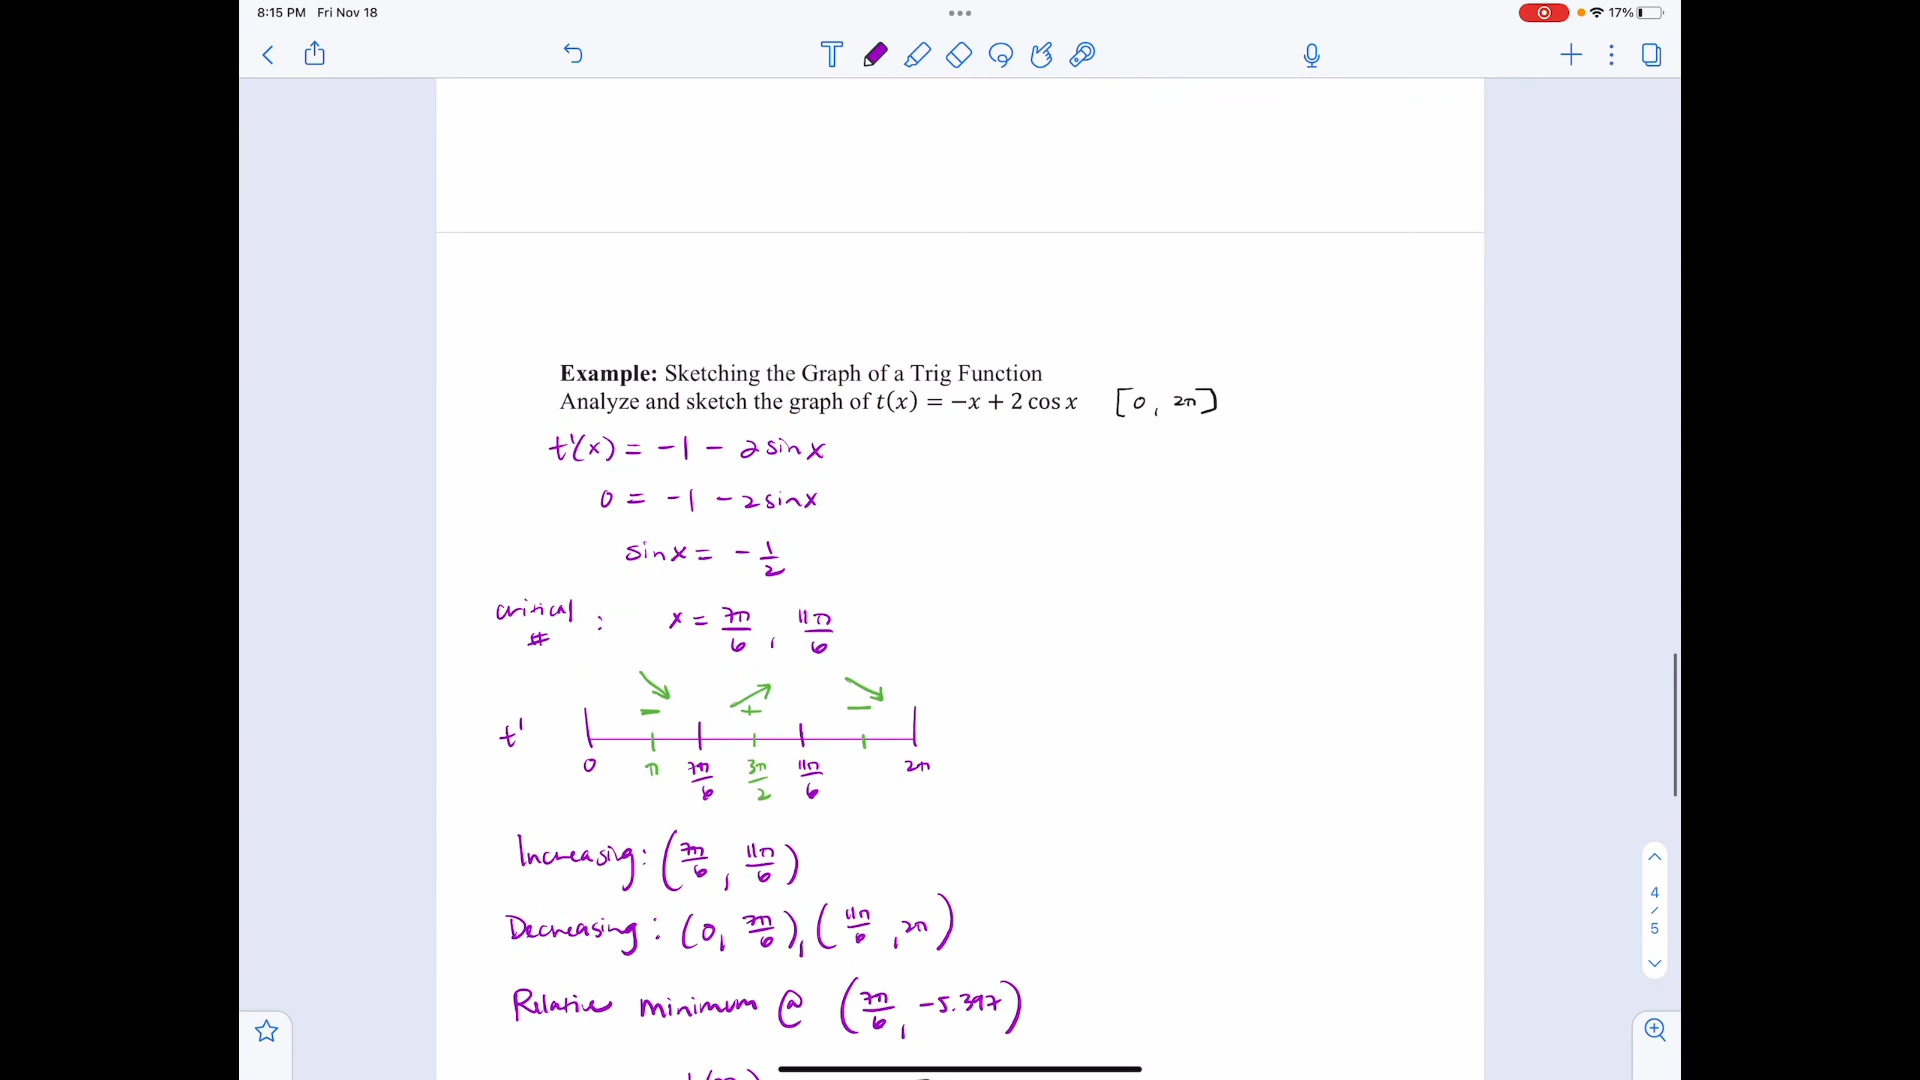 8:15 PM Fri Nov 18
17%
T
Example: Sketching the Graph of a Trig Function
Analyze and sketch the graph of t(x) = −x + 2 cos x [0, 2π]
t'(x) = -1 - 2 sin x
0 = -1 - 2 sin x
sin x = - 1/2
critical # : x = 7π/6, 11π/6
− + −
t'
0 π 7π/6 3π/2 11π/6 2π
Increasing: (7π/6, 11π/6)
Decreasing: (0, 7π/6), (11π/6, 2π)
Relative minimum @ (7π/6, -5.397)
4
/
5